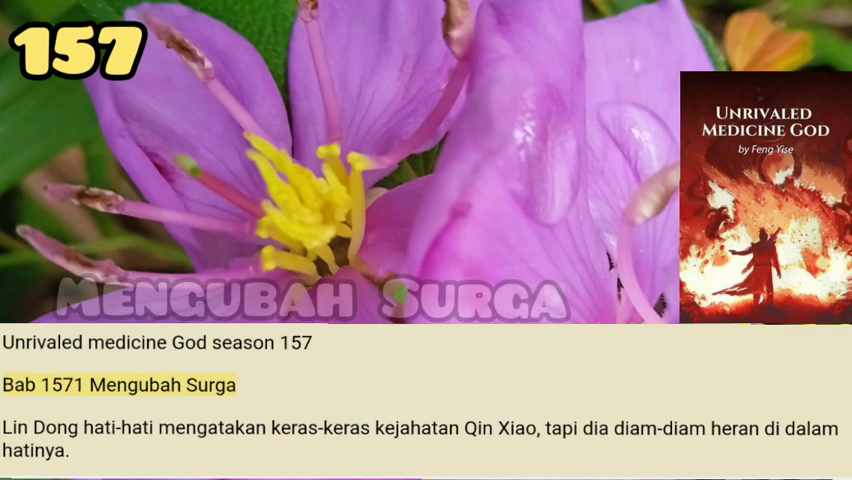 157
UNRIVALED
MEDICINE GOD
by Feng Yise
MENGUBAH SURGA
Unrivaled medicine God season 157
Bab 1571 Mengubah Surga
Lin Dong hati-hati mengatakan keras-keras kejahatan Qin Xiao, tapi dia diam-diam heran di dalam
hatinya.